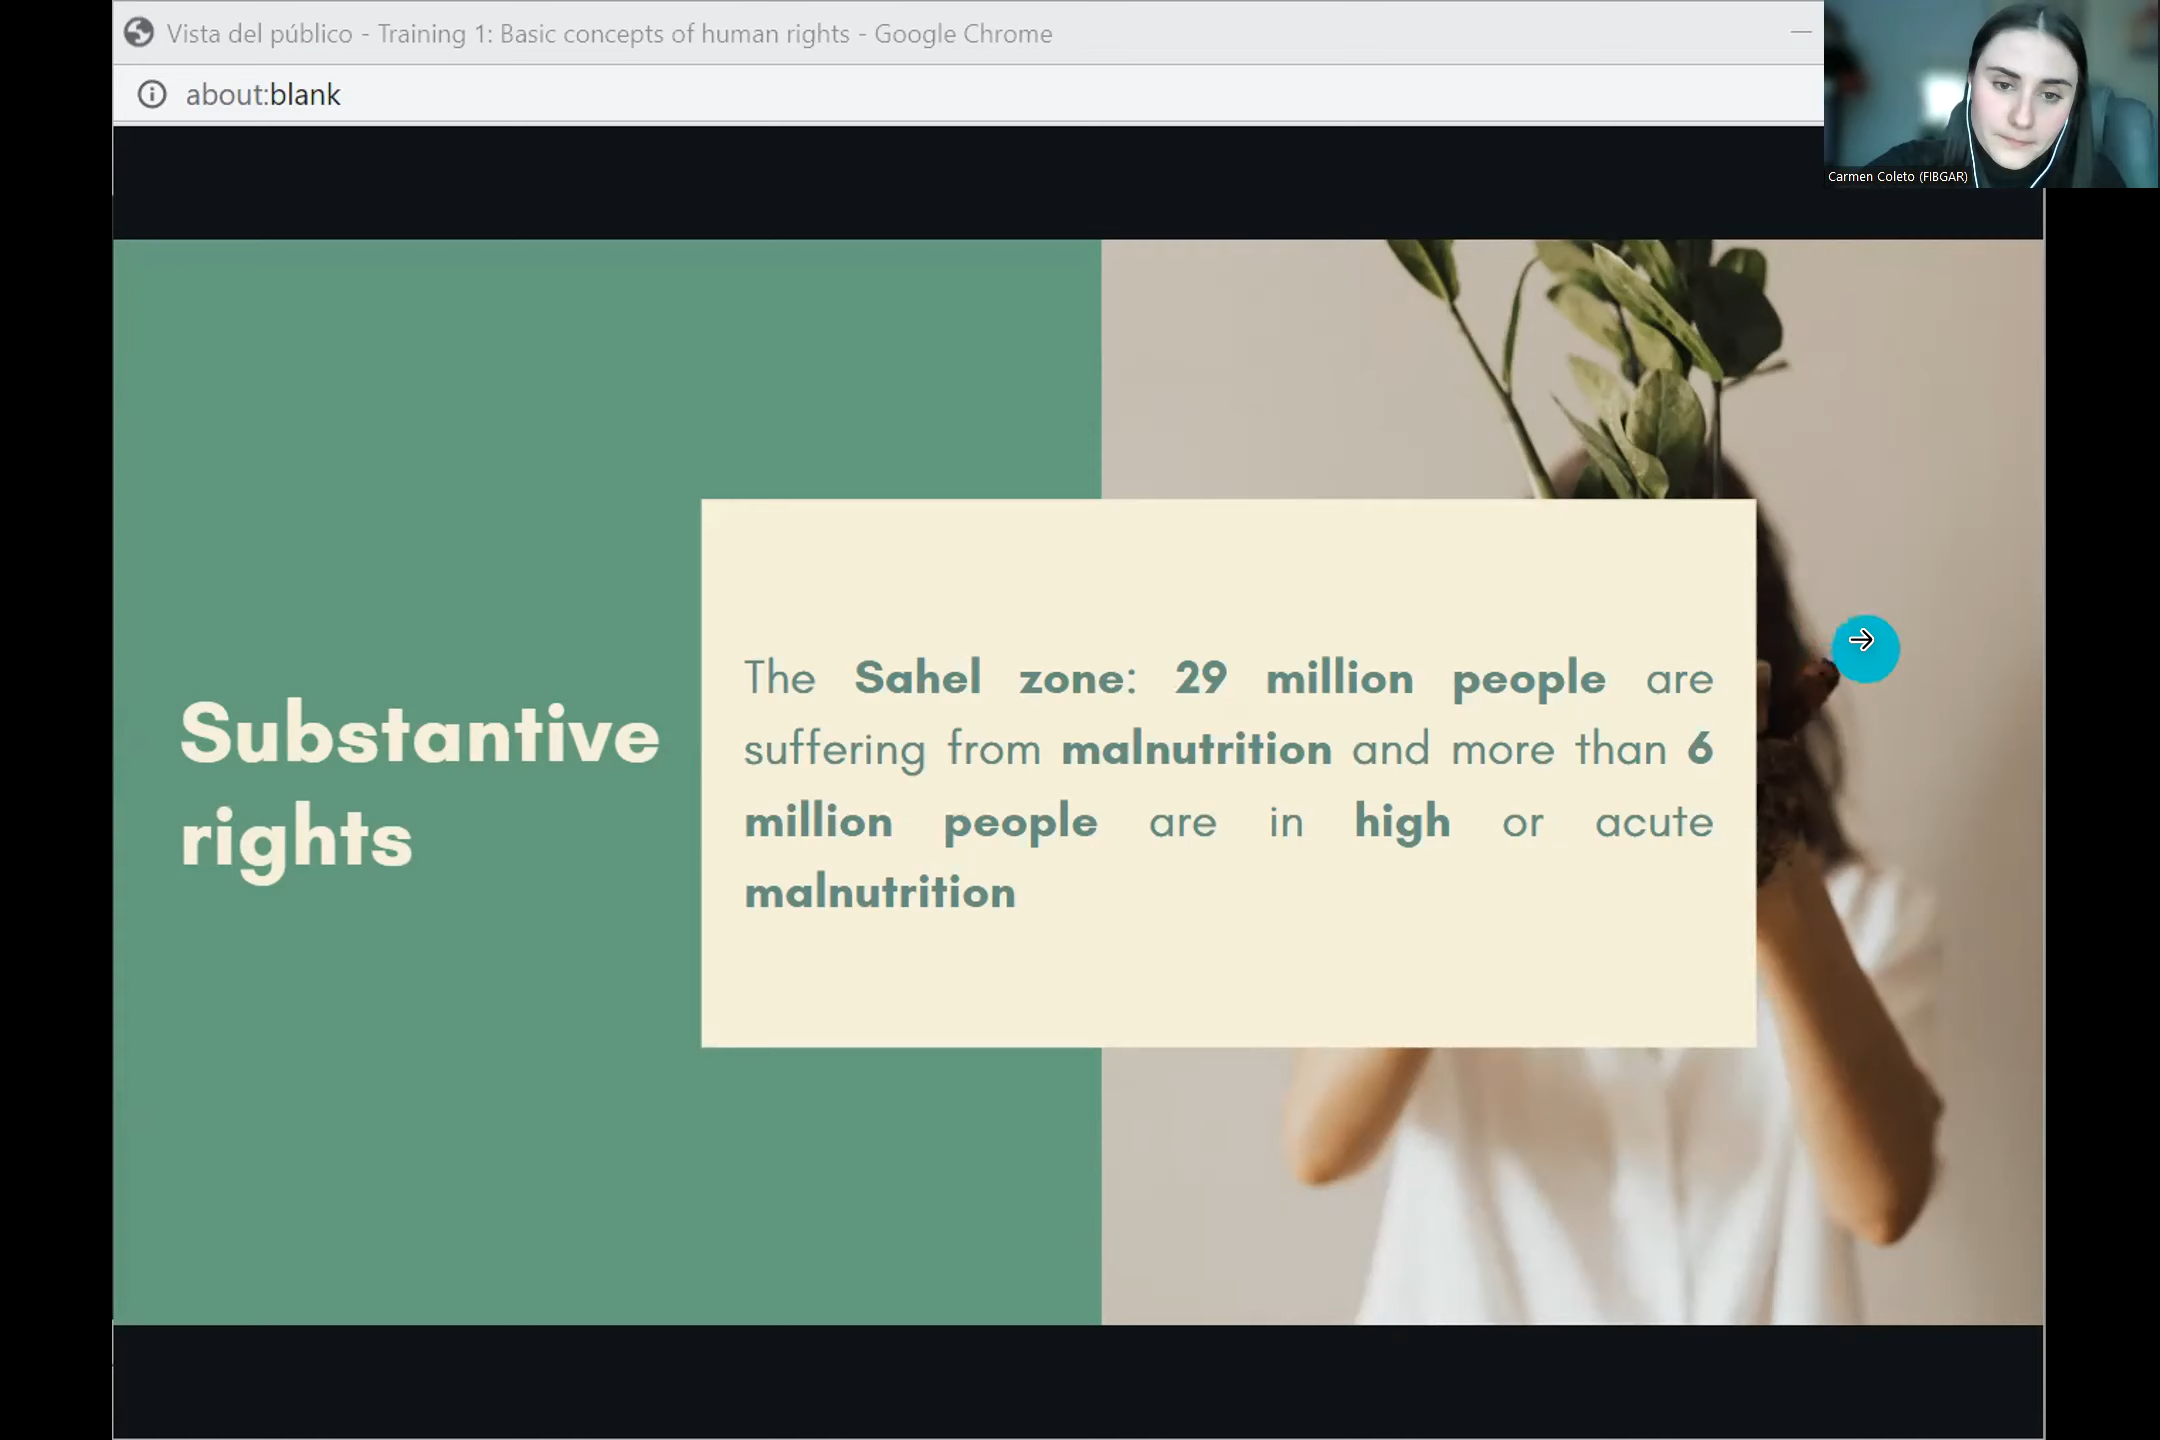 Vista del público - Training 1: Basic concepts of human rights - Google Chrome
about:blank
Carmen Coleto (FIBGAR)
Substantive
rights
The Sahel zone: 29 million people are
suffering from malnutrition and more than 6
million people are in high or acute
malnutrition